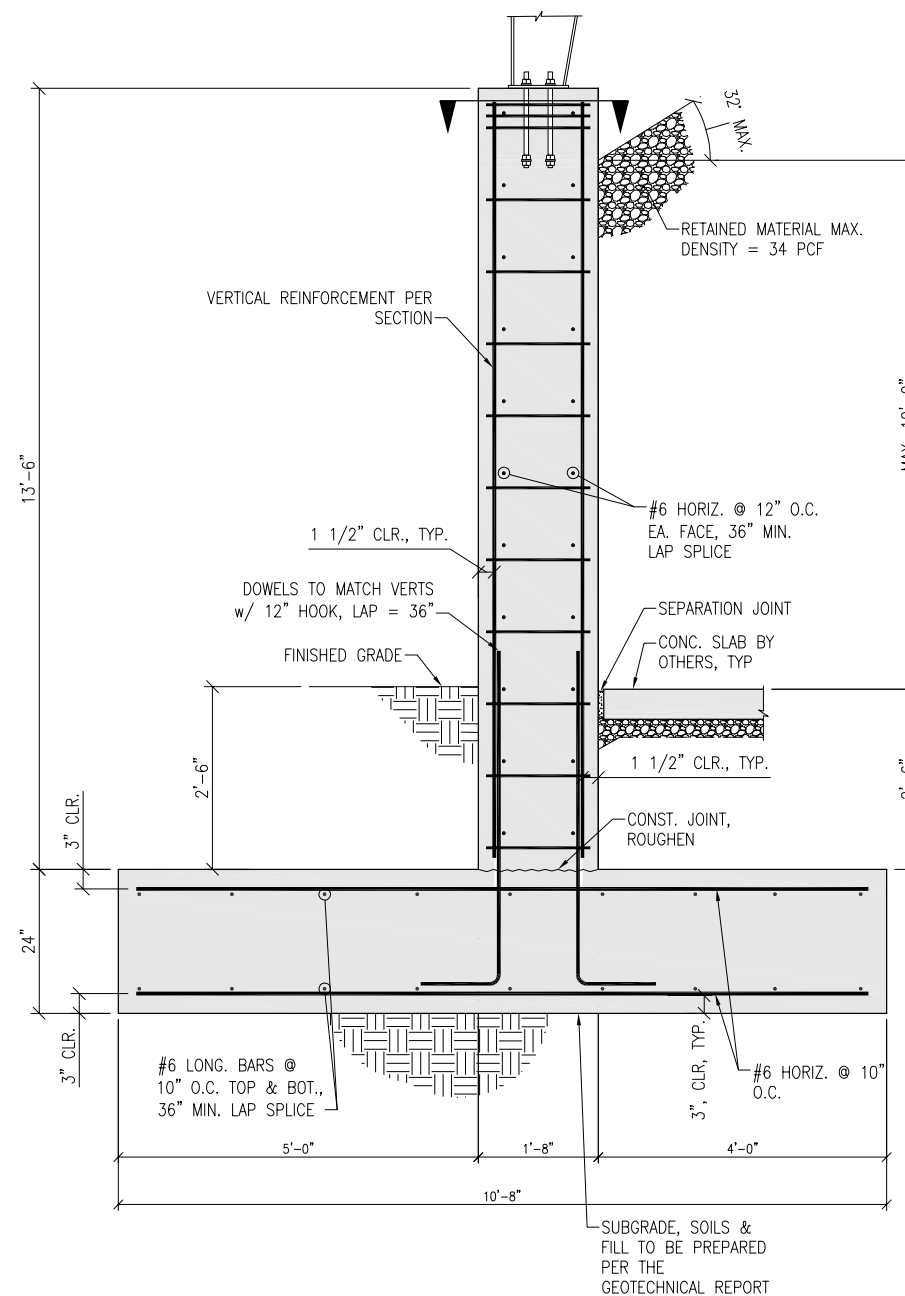 32' MAX.
RETAINED MATERIAL MAX.
DENSITY = 34 PCF
VERTICAL REINFORCEMENT PER
SECTION
13'-6"
#6 HORIZ. @ 12" O.C.
EA. FACE, 36" MIN.
LAP SPLICE
1 1/2" CLR., TYP.
DOWELS TO MATCH VERTS
w/ 12" HOOK, LAP = 36"
SEPARATION JOINT
CONC. SLAB BY
OTHERS, TYP
FINISHED GRADE
2'-6"
1 1/2" CLR., TYP.
3" CLR.
CONST. JOINT,
ROUGHEN
24"
3" CLR.
#6 LONG. BARS @
10" O.C. TOP & BOT.,
36" MIN. LAP SPLICE
3", CLR, TYP.
#6 HORIZ. @ 10"
O.C.
5'-0"
1'-8"
4'-0"
10'-8"
SUBGRADE, SOILS &
FILL TO BE PREPARED
PER THE
GEOTECHNICAL REPORT